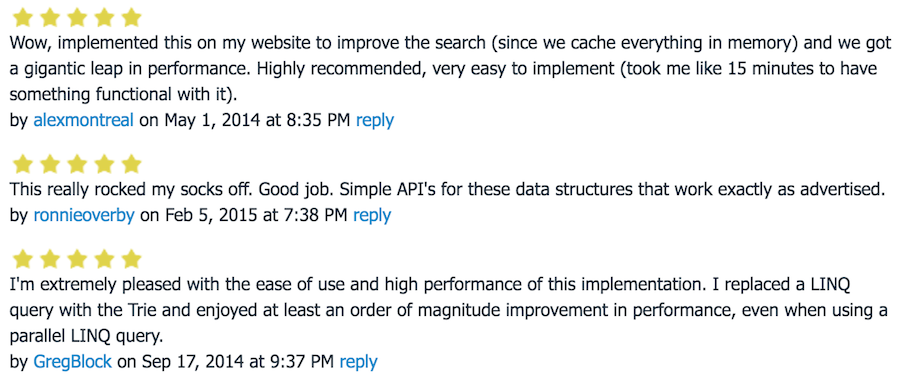 Wow, implemented this on my website to improve the search (since we cache everything in memory) and we got
a gigantic leap in performance. Highly recommended, very easy to implement (took me like 15 minutes to have
something functional with it).
by alexmontreal on May 1, 2014 at 8:35 PM reply
This really rocked my socks off. Good job. Simple API's for these data structures that work exactly as advertised.
by ronnieoverby on Feb 5, 2015 at 7:38 PM reply
I'm extremely pleased with the ease of use and high performance of this implementation. I replaced a LINQ
query with the Trie and enjoyed at least an order of magnitude improvement in performance, even when using a
parallel LINQ query.
by GregBlock on Sep 17, 2014 at 9:37 PM reply